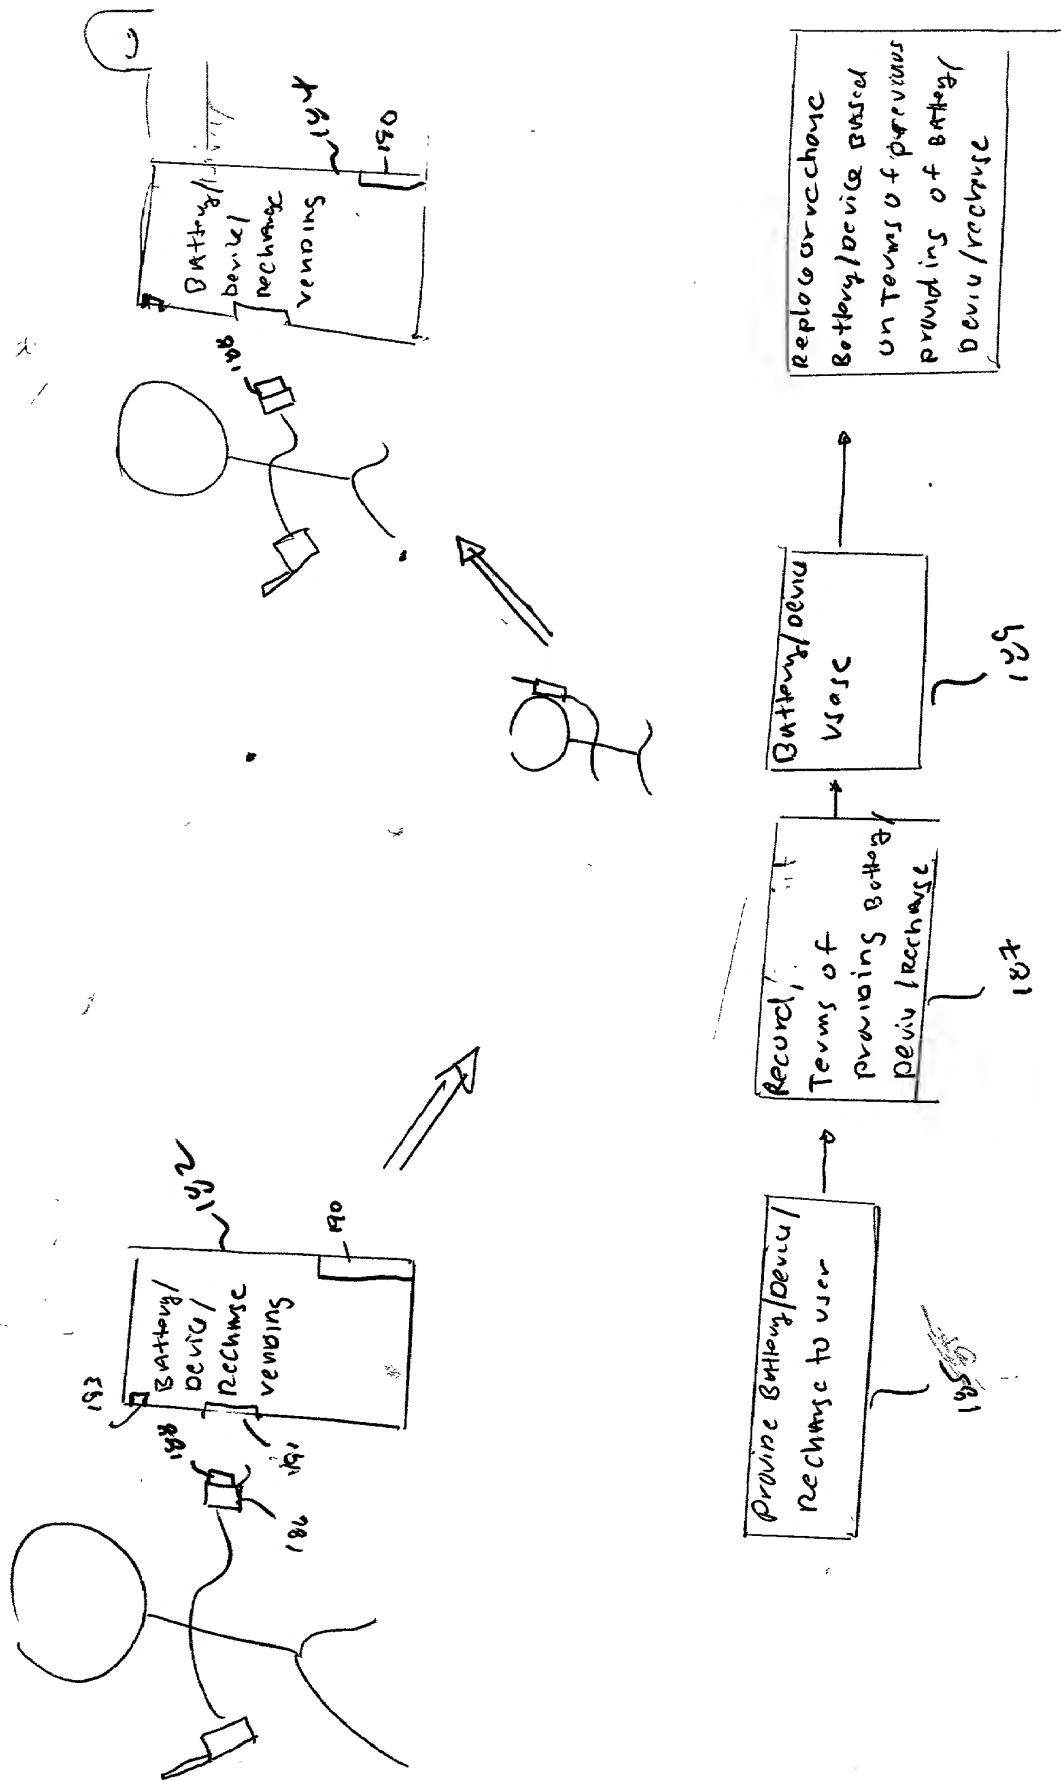 193
188
191
186
Battery/
Device/
Recharge
vending
192
190
188
Battery/
Device/
Recharge
vending
194
190
Provide Battery/Device/
Recharge to user
185
Record,
Terms of
providing Battery/
Device/Recharge
187
Battery/Device
usage
189
Replace or recharge
Battery/Device Based
on Terms of previous
providing of Battery/
Device/recharge